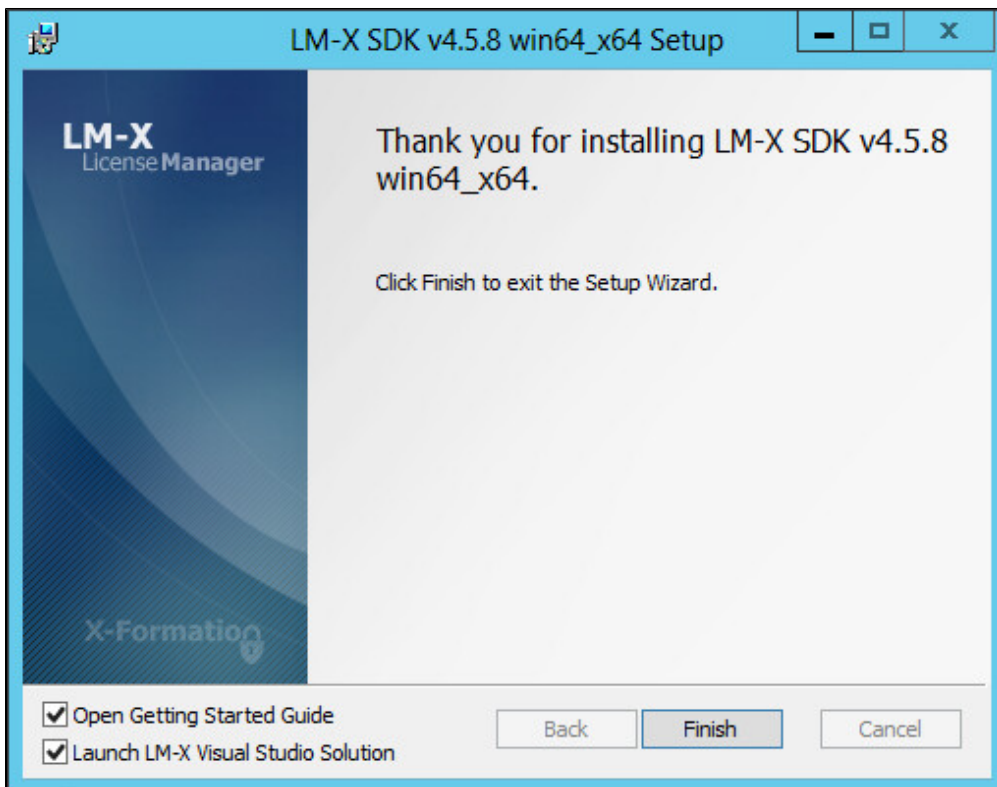 LM-X SDK v4.5.8 win64_x64 Setup
LM-X
License Manager
Thank you for installing LM-X SDK v4.5.8
win64_x64.
Click Finish to exit the Setup Wizard.
X-Formation
Open Getting Started Guide
Launch LM-X Visual Studio Solution
Back
Finish
Cancel